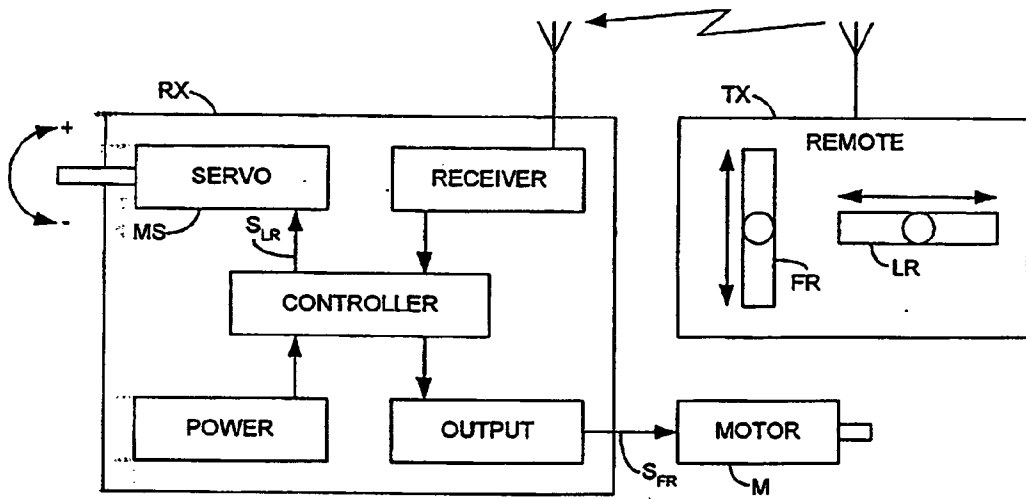 RX
TX
REMOTE
+
SERVO
RECEIVER
-
MS
S_LR
FR
LR
CONTROLLER
POWER
OUTPUT
MOTOR
S_FR
M